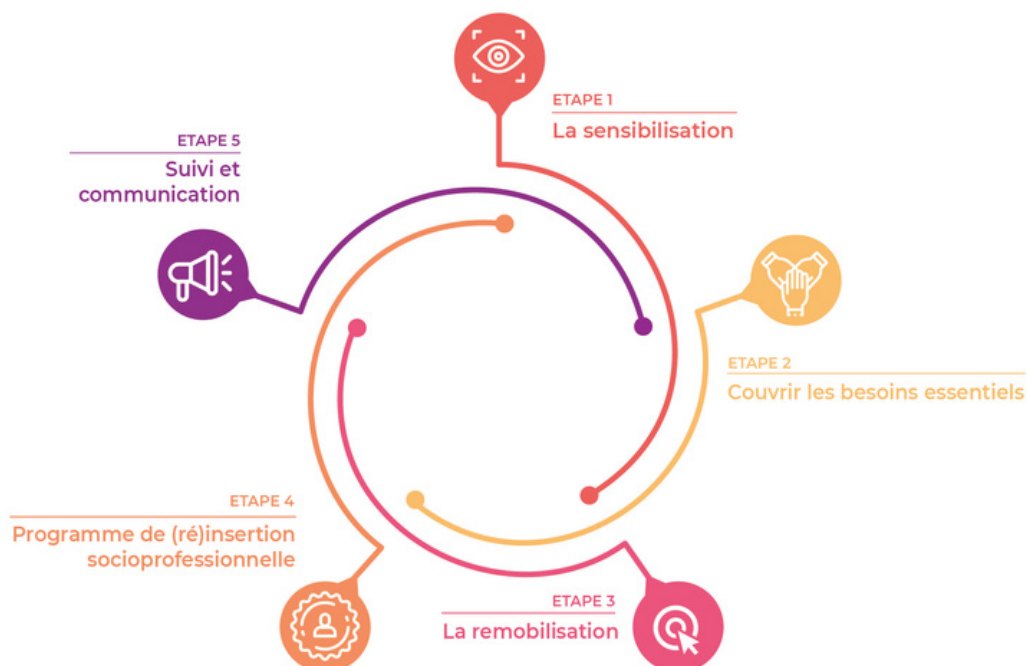 ETAPE 1
La sensibilisation
ETAPE 2
Couvrir les besoins essentiels
ETAPE 3
La remobilisation
ETAPE 4
Programme de (ré)insertion
socioprofessionnelle
ETAPE 5
Suivi et
communication